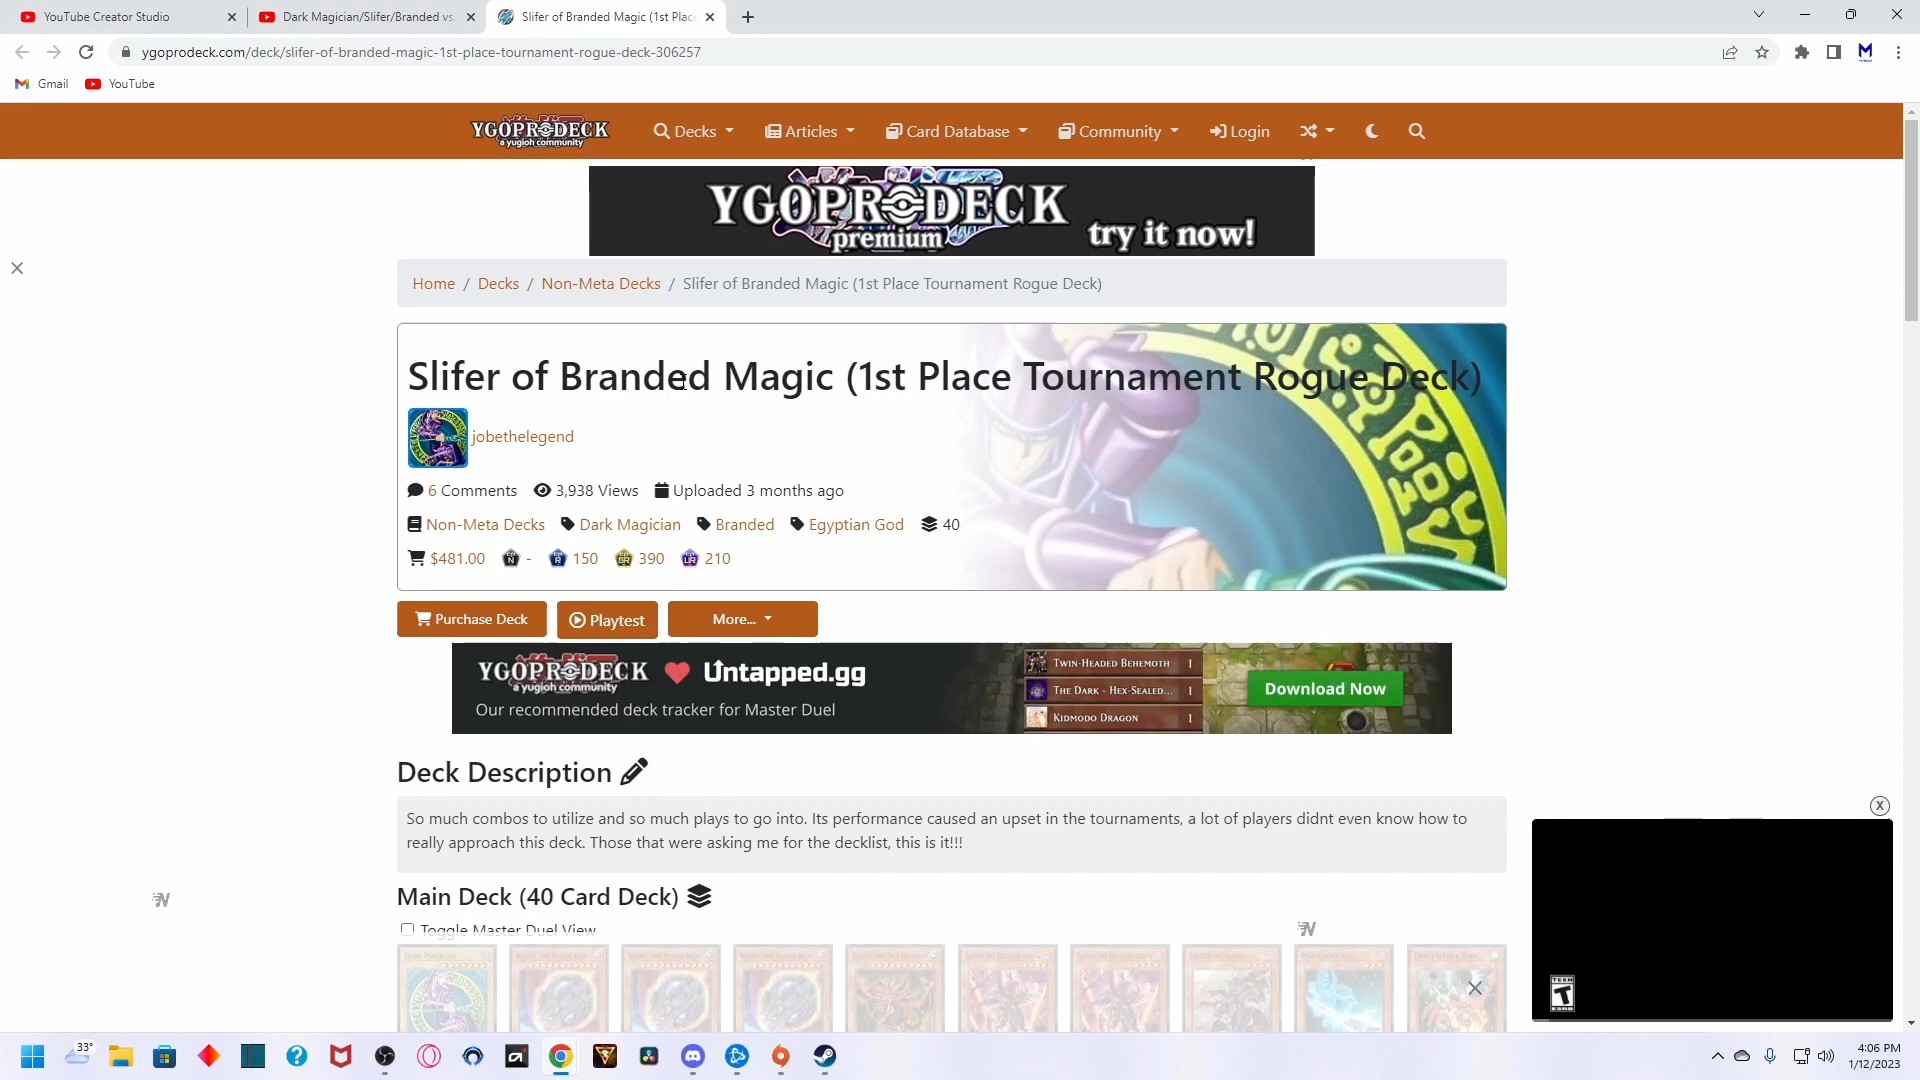 YouTube Creator Studio
Dark Magician/Slifer/Branded vs.
Slifer of Branded Magic (1st Place
ygoprodeck.com/deck/slifer-of-branded-magic-1st-place-tournament-rogue-deck-306257
Gmail YouTube
YGOPRODECK
a yugioh community
Decks Articles Card Database Community Login
YGOPRODECK
premium try it now!
Home / Decks / Non-Meta Decks / Slifer of Branded Magic (1st Place Tournament Rogue Deck)
Slifer of Branded Magic (1st Place Tournament Rogue Deck)
jobethelegend
6 Comments 3,938 Views Uploaded 3 months ago
Non-Meta Decks Dark Magician Branded Egyptian God 40
$481.00 - 150 390 210
Purchase Deck Playtest More...
YGOPRODECK
a yugioh community
Untapped.gg
Our recommended deck tracker for Master Duel
TWIN-HEADED BEHEMOTH 1
THE DARK - HEX-SEALED... 1
KIDMODO DRAGON 1
Download Now
Deck Description
So much combos to utilize and so much plays to go into. Its performance caused an upset in the tournaments, a lot of players didnt even know how to
really approach this deck. Those that were asking me for the decklist, this is it!!!
Main Deck (40 Card Deck)
Toggle Master Duel View
TEEN
T
ESRB
33°
4:06 PM
1/12/2023